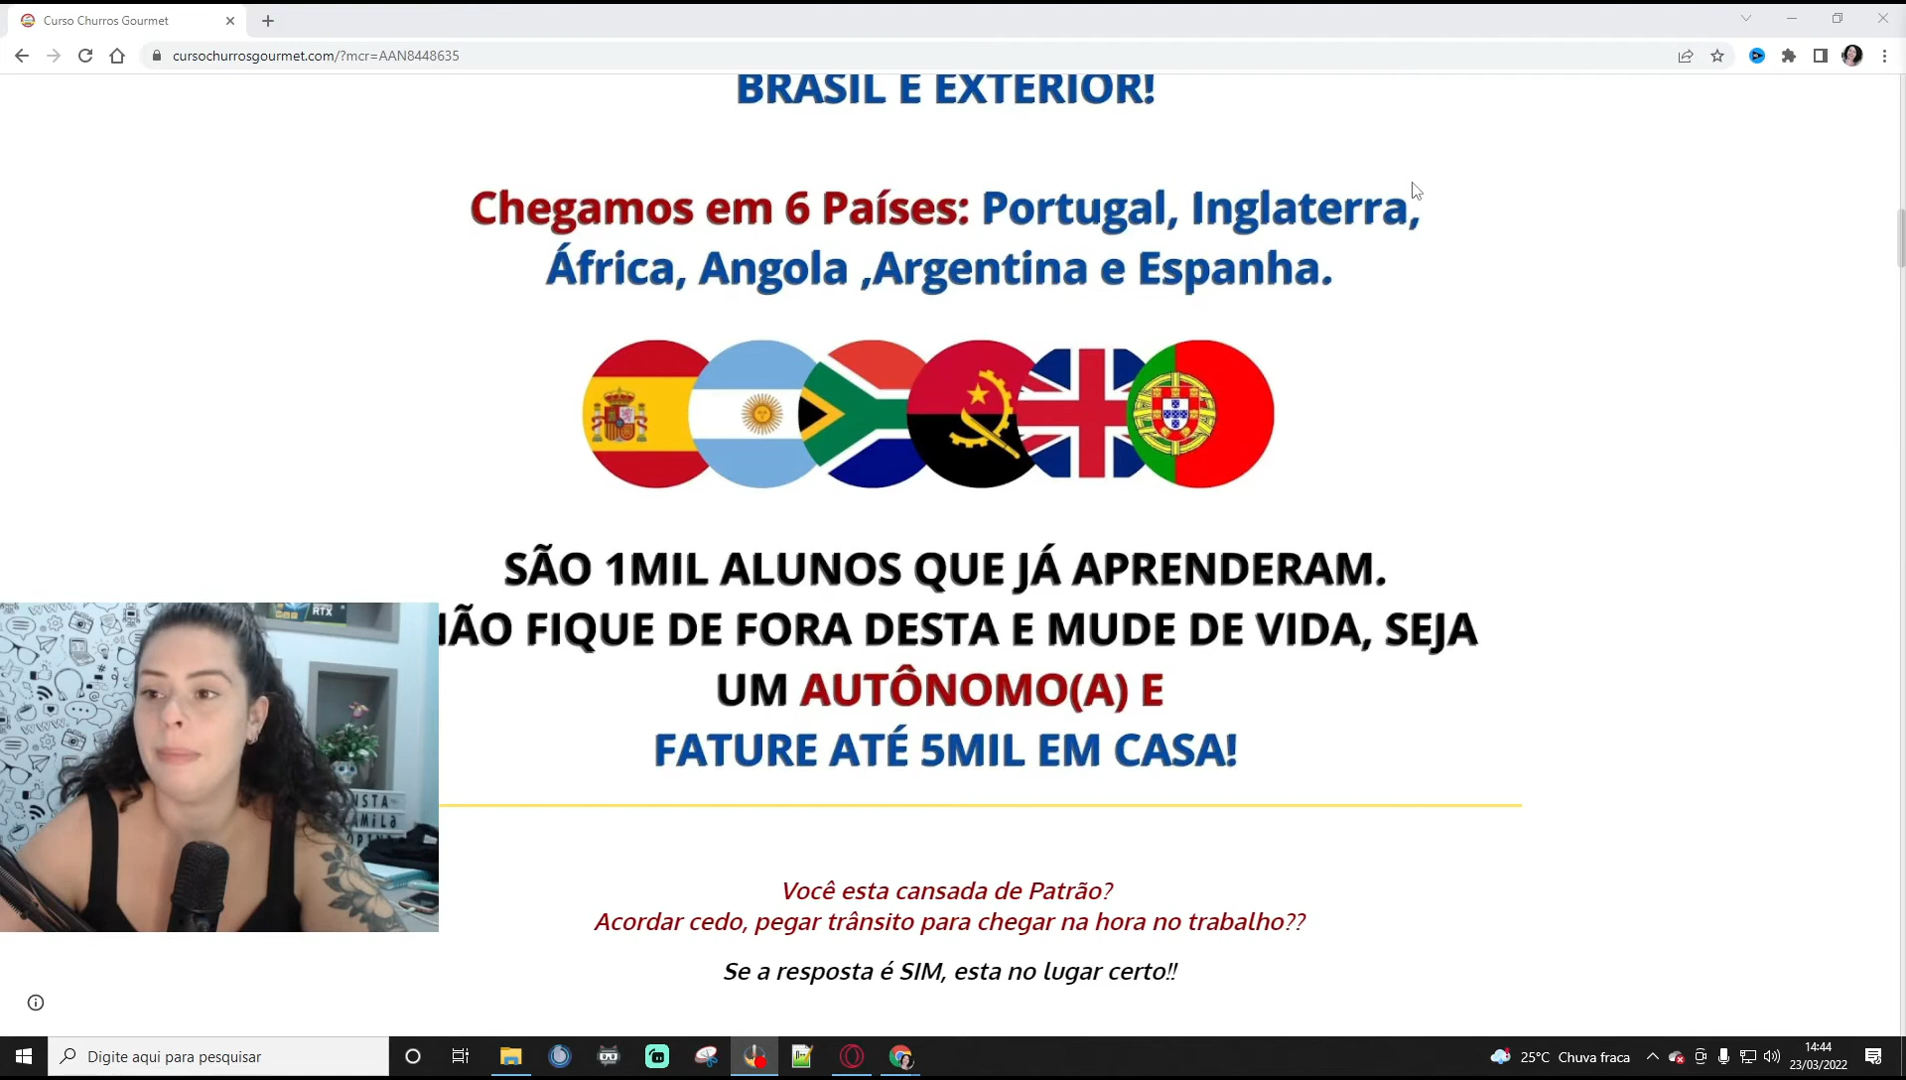 Curso Churros Gourmet
cursochurrosgourmet.com/?mcr=AAN8448635
BRASIL E EXTERIOR!
Chegamos em 6 Países: Portugal, Inglaterra,
África, Angola ,Argentina e Espanha.
SÃO 1MIL ALUNOS QUE JÁ APRENDERAM.
ÃO FIQUE DE FORA DESTA E MUDE DE VIDA, SEJA
UM AUTÔNOMO(A) E
FATURE ATÉ 5MIL EM CASA!
RTX
NSTA
AMILA
Você esta cansada de Patrão?
Acordar cedo, pegar trânsito para chegar na hora no trabalho??
Se a resposta é SIM, esta no lugar certo!!
Digite aqui para pesquisar
25°C Chuva fraca
14:44
23/03/2022